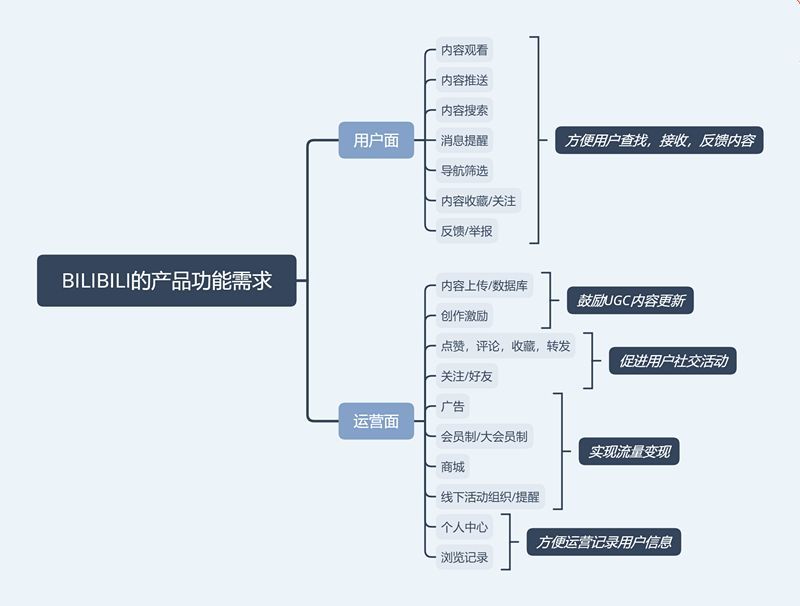 BILIBILI的产品功能需求
用户面
内容观看
内容推送
内容搜索
消息提醒
导航筛选
内容收藏/关注
反馈/举报
方便用户查找，接收，反馈内容
运营面
内容上传/数据库
创作激励
鼓励UGC内容更新
点赞，评论，收藏，转发
关注/好友
促进用户社交活动
广告
会员制/大会员制
商城
线下活动组织/提醒
实现流量变现
个人中心
浏览记录
方便运营记录用户信息